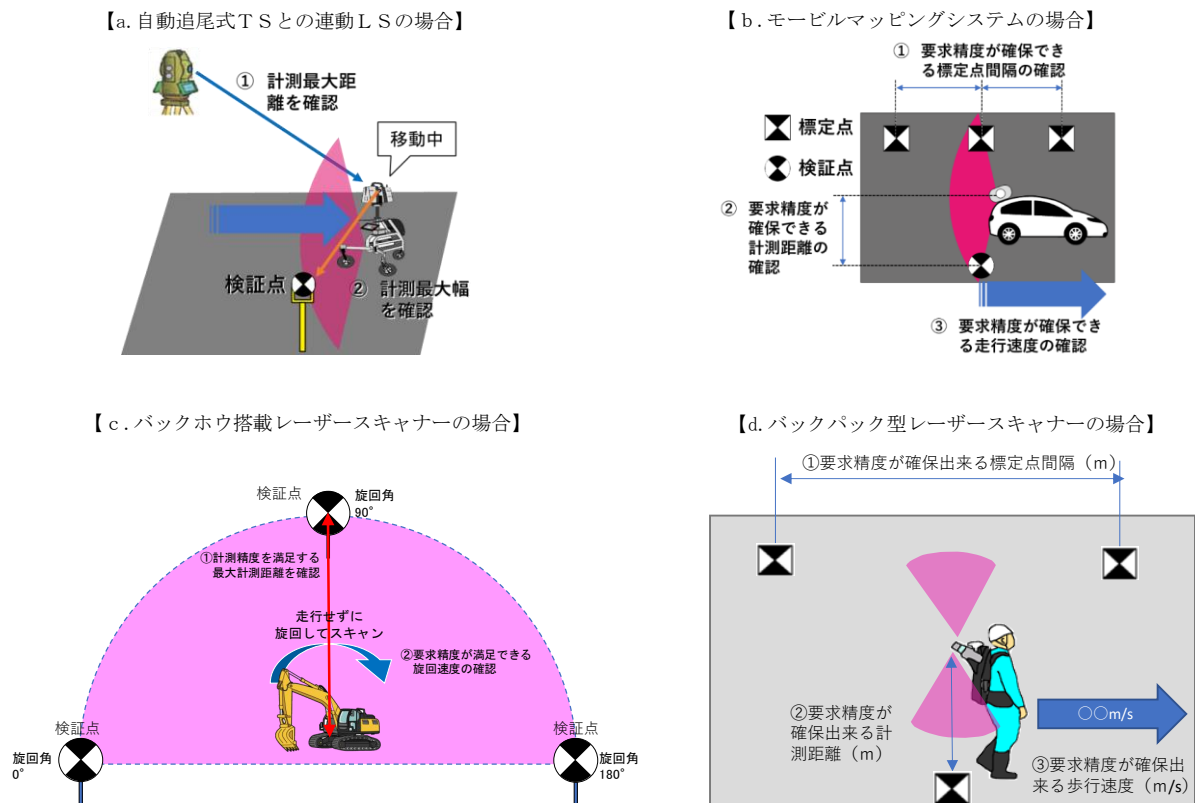 【a. 自動追尾式ＴＳとの連動ＬＳの場合】
① 計測最大距
離を確認
移動中
検証点
② 計測最大幅
を確認
【ｂ. モービルマッピングシステムの場合】
① 要求精度が確保でき
る標定点間隔の確認
標定点
検証点
② 要求精度が
確保できる
計測距離の
確認
③ 要求精度が確保でき
る走行速度の確認
【ｃ. バックホウ搭載レーザースキャナーの場合】
検証点
旋回角
90°
①計測精度を満足する
最大計測距離を確認
走行せずに
旋回してスキャン
②要求精度が満足できる
旋回速度の確認
検証点
旋回角
0°
検証点
旋回角
180°
【d. バックパック型レーザースキャナーの場合】
①要求精度が確保出来る標定点間隔（m）
②要求精度が
確保出来る計
測距離（m）
○○m/s
③要求精度が確保出
来る歩行速度（m/s）